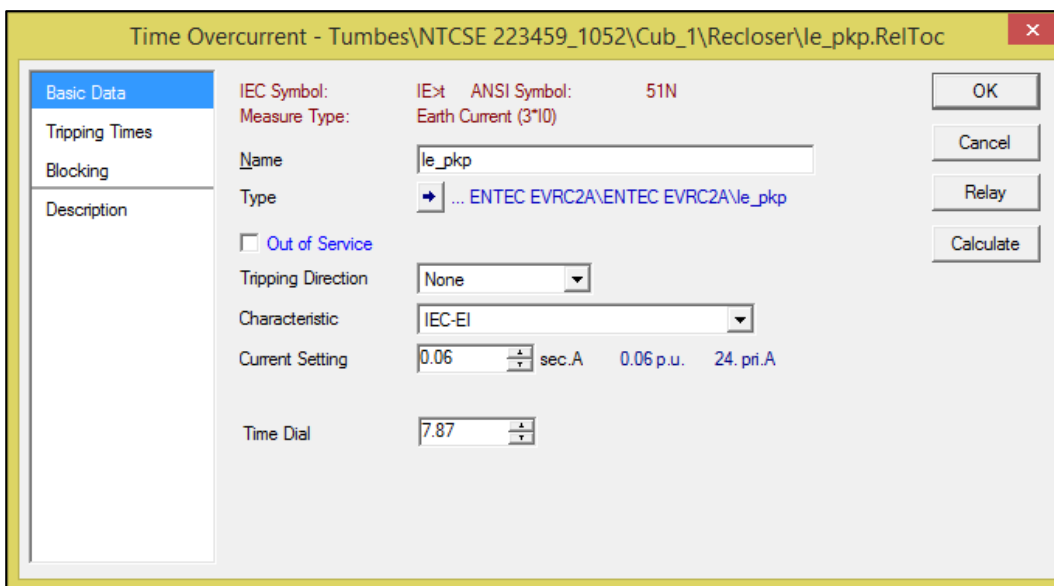 Time Overcurrent - Tumbes\NTCSE 223459_1052\Cub_1\Recloser\Ie_pkp.RelToc
Basic Data
Tripping Times
Blocking
Description
IEC Symbol: IE>t ANSI Symbol: 51N
Measure Type: Earth Current (3*I0)
Name Ie_pkp
Type ... ENTEC EVRC2A\ENTEC EVRC2A\Ie_pkp
Out of Service
Tripping Direction None
Characteristic IEC-EI
Current Setting 0.06 sec.A 0.06 p.u. 24. pri.A
Time Dial 7.87
OK
Cancel
Relay
Calculate